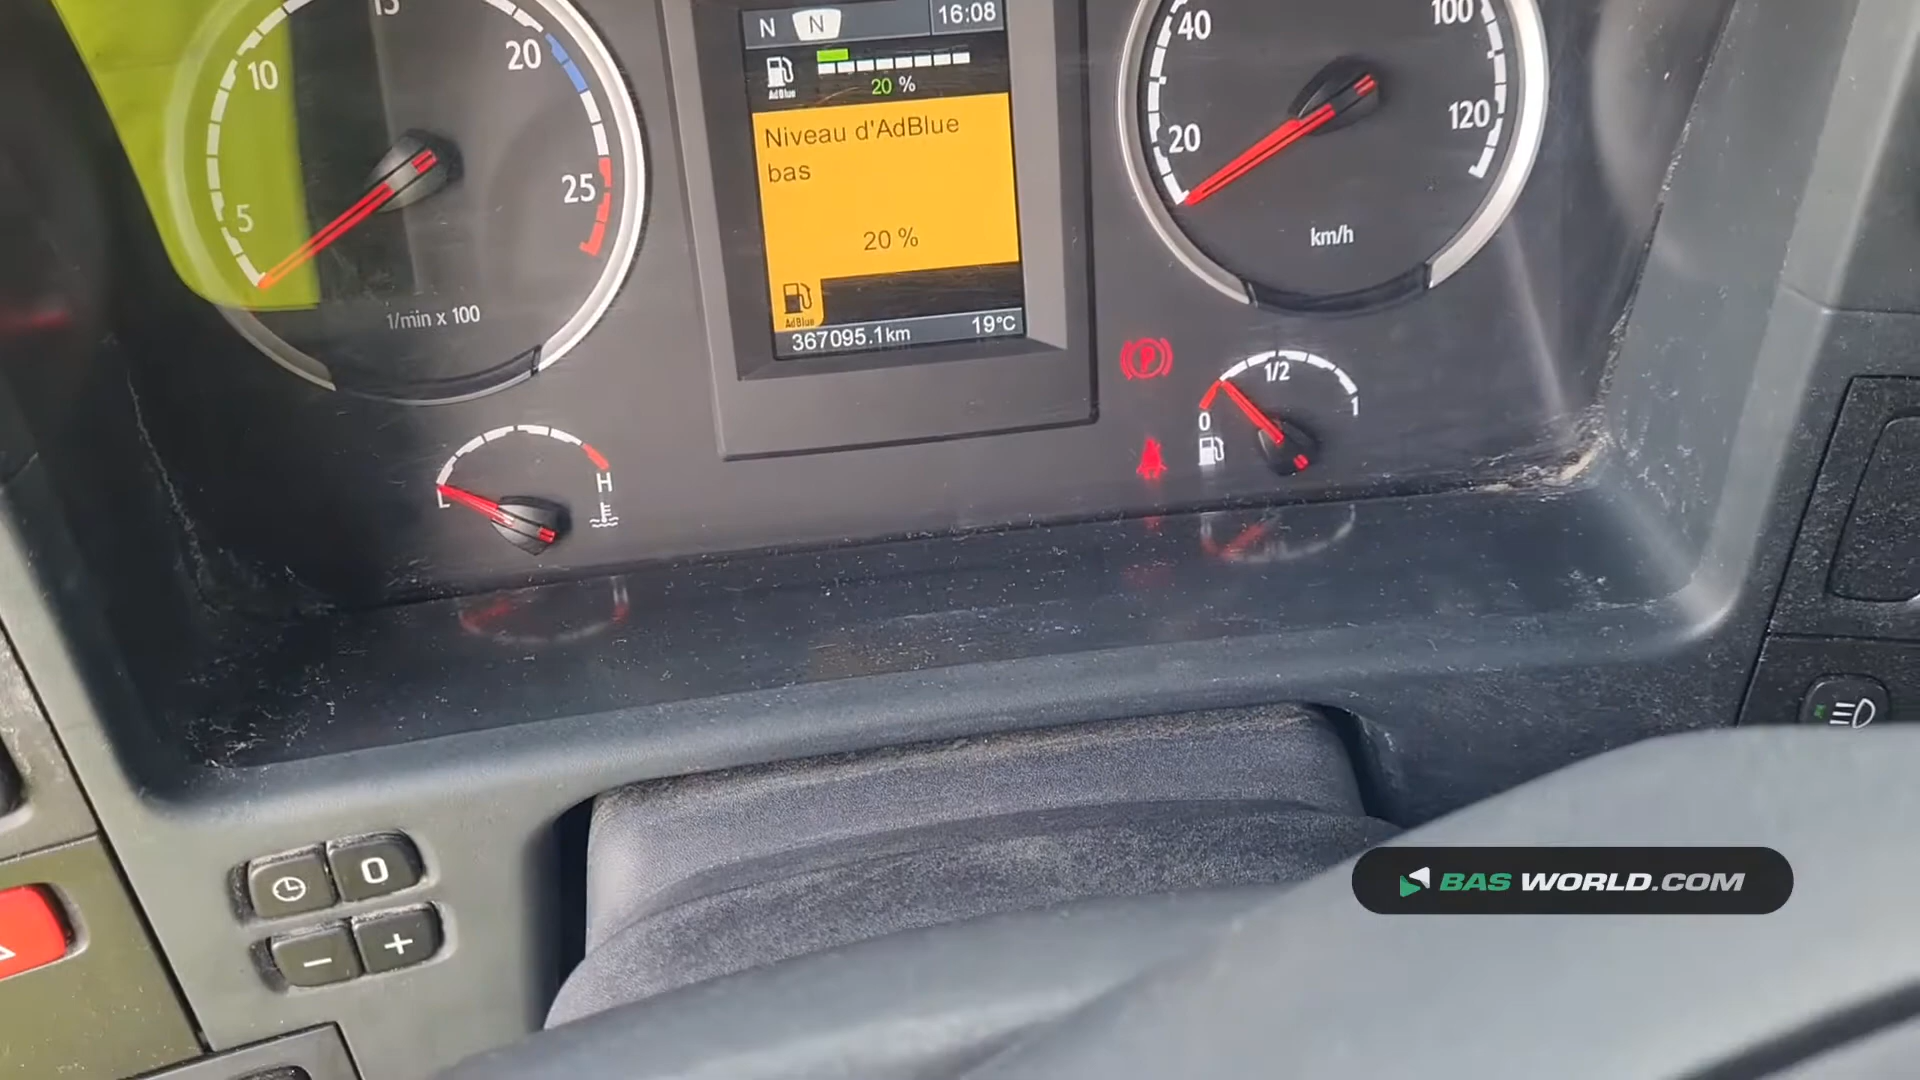 15
10
20
5
25
1/min x 100
N N 16:08
AdBlue
20 %
Niveau d'AdBlue
bas
20 %
AdBlue
367095.1km 19°C
40
100
20
120
km/h
P
1/2
0
1
L
H
0
- +
BAS WORLD.COM